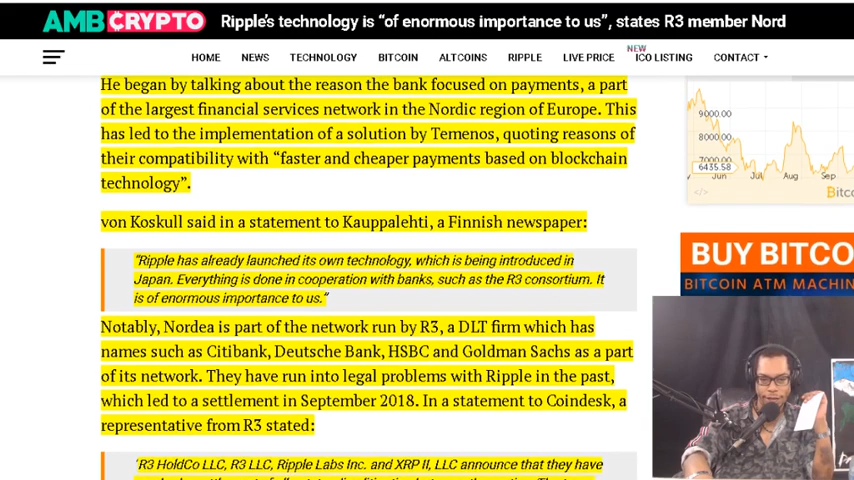 AMBCRYPTO Ripple's technology is "of enormous importance to us", states R3 member Nord
HOME NEWS TECHNOLOGY BITCOIN ALTCOINS RIPPLE LIVE PRICE NEW ICO LISTING CONTACT
He began by talking about the reason the bank focused on payments, a part
of the largest financial services network in the Nordic region of Europe. This
has led to the implementation of a solution by Temenos, quoting reasons of
their compatibility with “faster and cheaper payments based on blockchain
technology”.
von Koskull said in a statement to Kauppalehti, a Finnish newspaper:
“Ripple has already launched its own technology, which is being introduced in
Japan. Everything is done in cooperation with banks, such as the R3 consortium. It
is of enormous importance to us.”
Notably, Nordea is part of the network run by R3, a DLT firm which has
names such as Citibank, Deutsche Bank, HSBC and Goldman Sachs as a part
of its network. They have run into legal problems with Ripple in the past,
which led to a settlement in September 2018. In a statement to Coindesk, a
representative from R3 stated:
‘R3 HoldCo LLC, R3 LLC, Ripple Labs Inc. and XRP II, LLC announce that they have
9000.00
8000.00
7000.00
6435.58
Jun Jul Aug Sep
</>
Bitc
BUY BITCO
BITCOIN ATM MACHIN